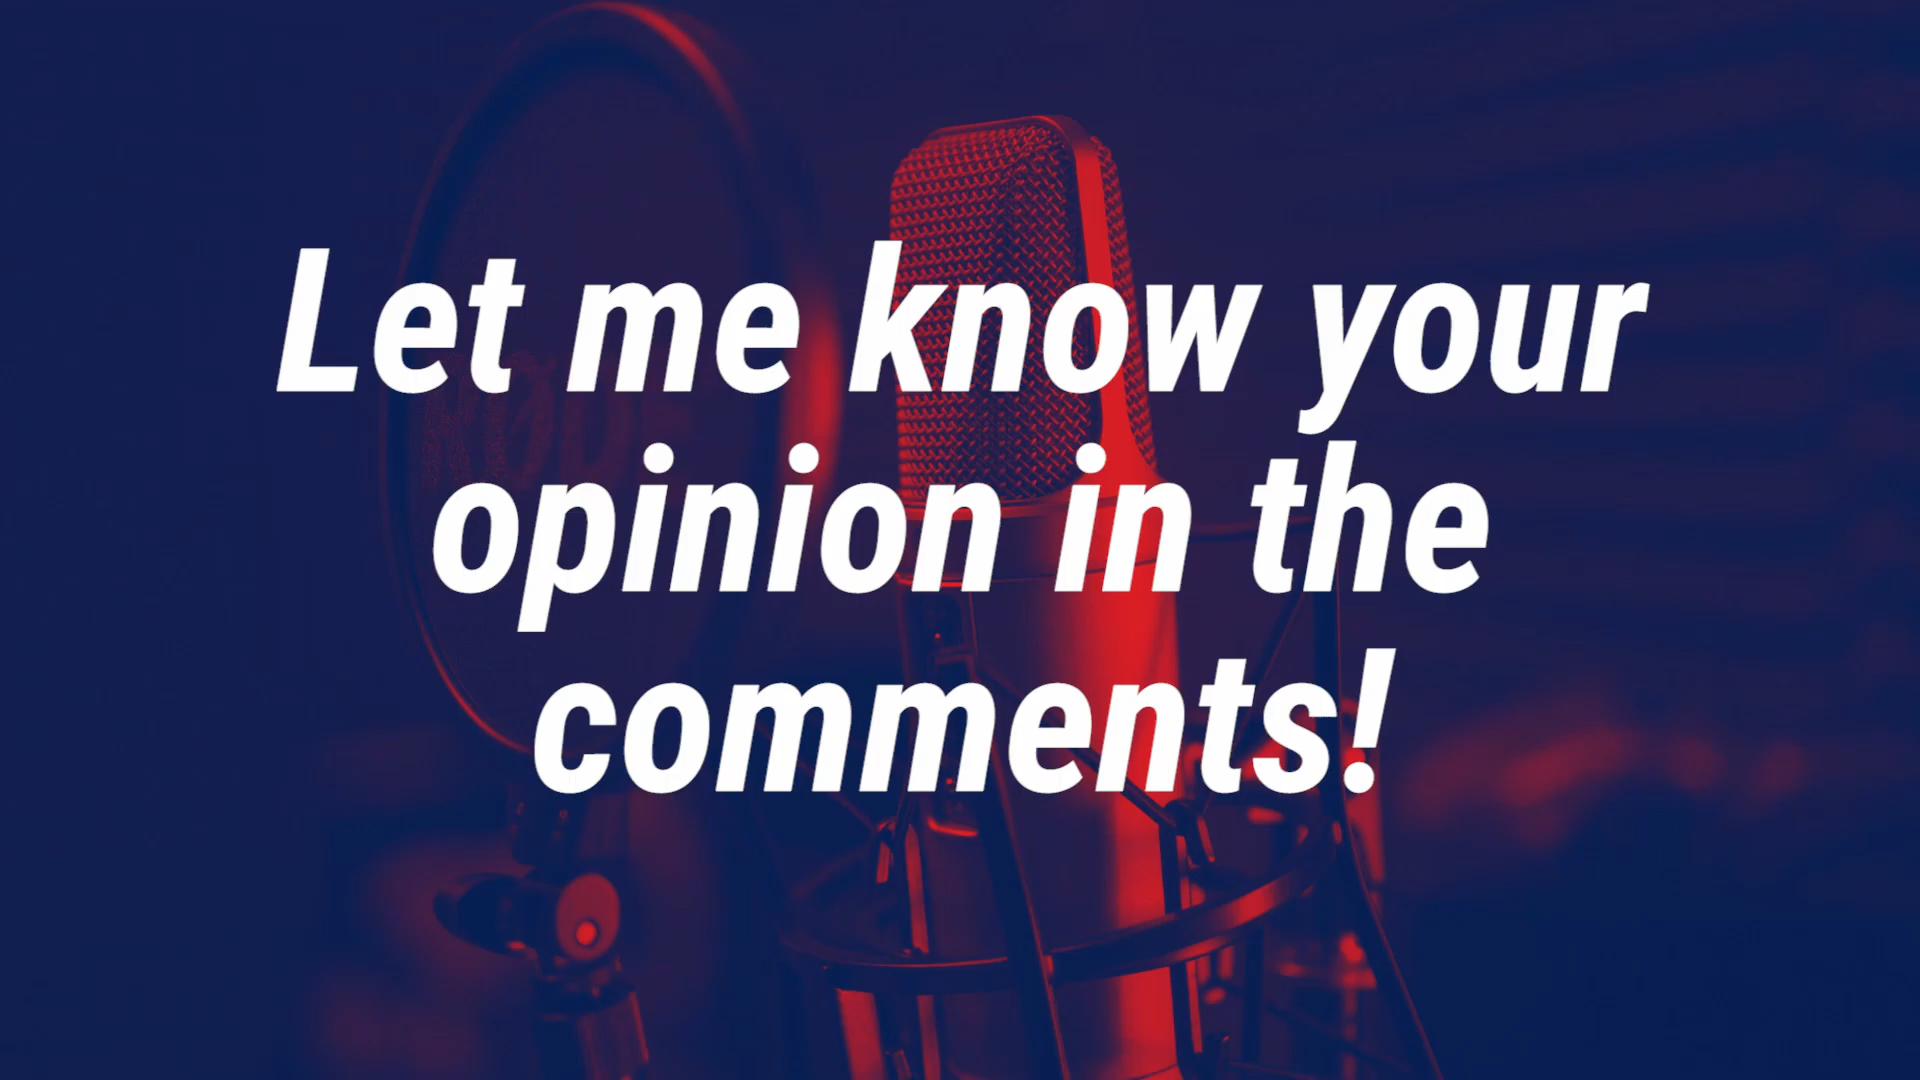 Let me know your
opinion in the
comments!